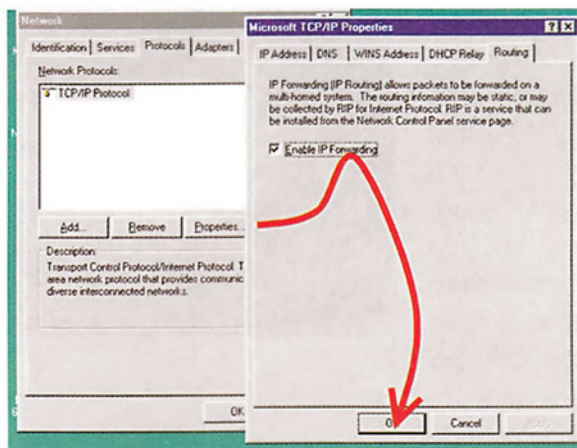 Network
Identification Services Protocols Adapters
Network Protocols:
TCP/IP Protocol
Add... Remove Properties...
Description:
Transport Control Protocol/Internet Protocol. T
area network protocol that provides communic
diverse interconnected networks.
OK
Microsoft TCP/IP Properties
IP Address DNS WINS Address DHCP Relay Routing
IP Forwarding (IP Routing) allows packets to be forwarded on a
multi-homed system. The routing infomation may be static, or may
be collected by RIP for Internet Protocol. RIP is a service that can
be installed from the Network Control Panel service page.
Enable IP Forwarding
Cancel